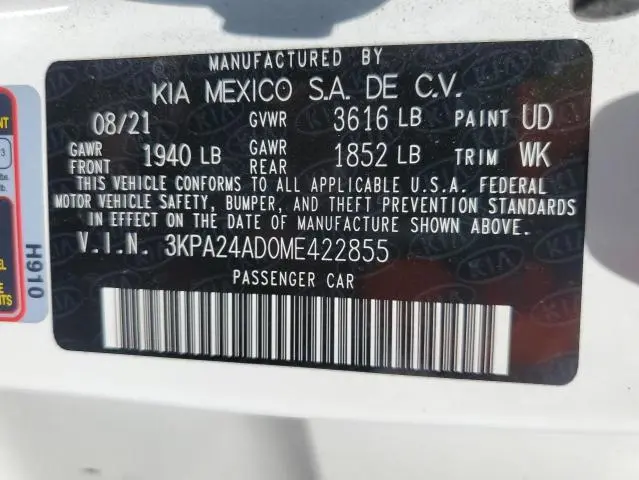 MANUFACTURED BY
KIA MEXICO S.A. DE C.V.
08/21 GVWR 3616 LB PAINT UD
GAWR FRONT 1940 LB GAWR REAR 1852 LB TRIM WK
THIS VEHICLE CONFORMS TO ALL APPLICABLE U.S.A. FEDERAL
MOTOR VEHICLE SAFETY, BUMPER, AND THEFT PREVENTION STANDARDS
IN EFFECT ON THE DATE OF MANUFACTURE SHOWN ABOVE.
V.I.N. 3KPA24AD0ME422855
PASSENGER CAR
H910